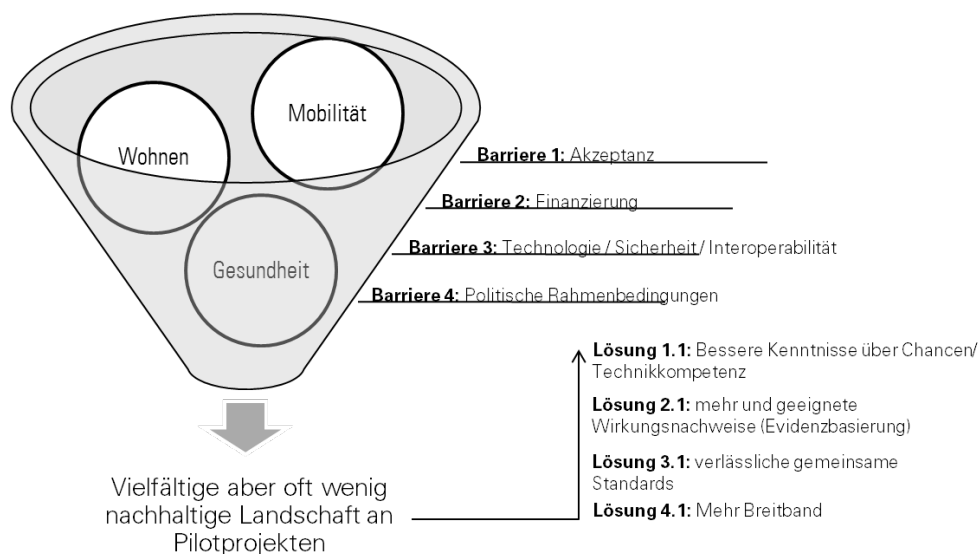 Mobilität
Wohnen
Gesundheit
Barriere 1: Akzeptanz
Barriere 2: Finanzierung
Barriere 3: Technologie / Sicherheit / Interoperabilität
Barriere 4: Politische Rahmenbedingungen
Vielfältige aber oft wenig
nachhaltige Landschaft an
Pilotprojekten
Lösung 1.1: Bessere Kenntnisse über Chancen/
Technikkompetenz
Lösung 2.1: mehr und geeignete
Wirkungsnachweise (Evidenzbasierung)
Lösung 3.1: verlässliche gemeinsame
Standards
Lösung 4.1: Mehr Breitband